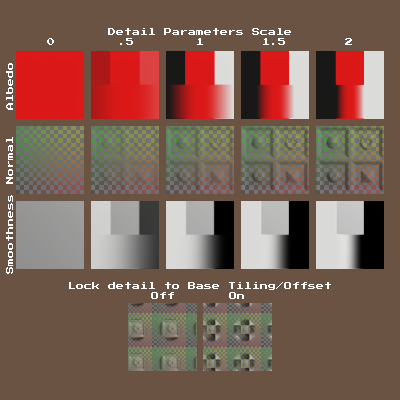 Detail Parameters Scale
0 .5 1 1.5 2
Albedo
Normal
Smoothness
Lock detail to Base Tiling/Offset
Off On